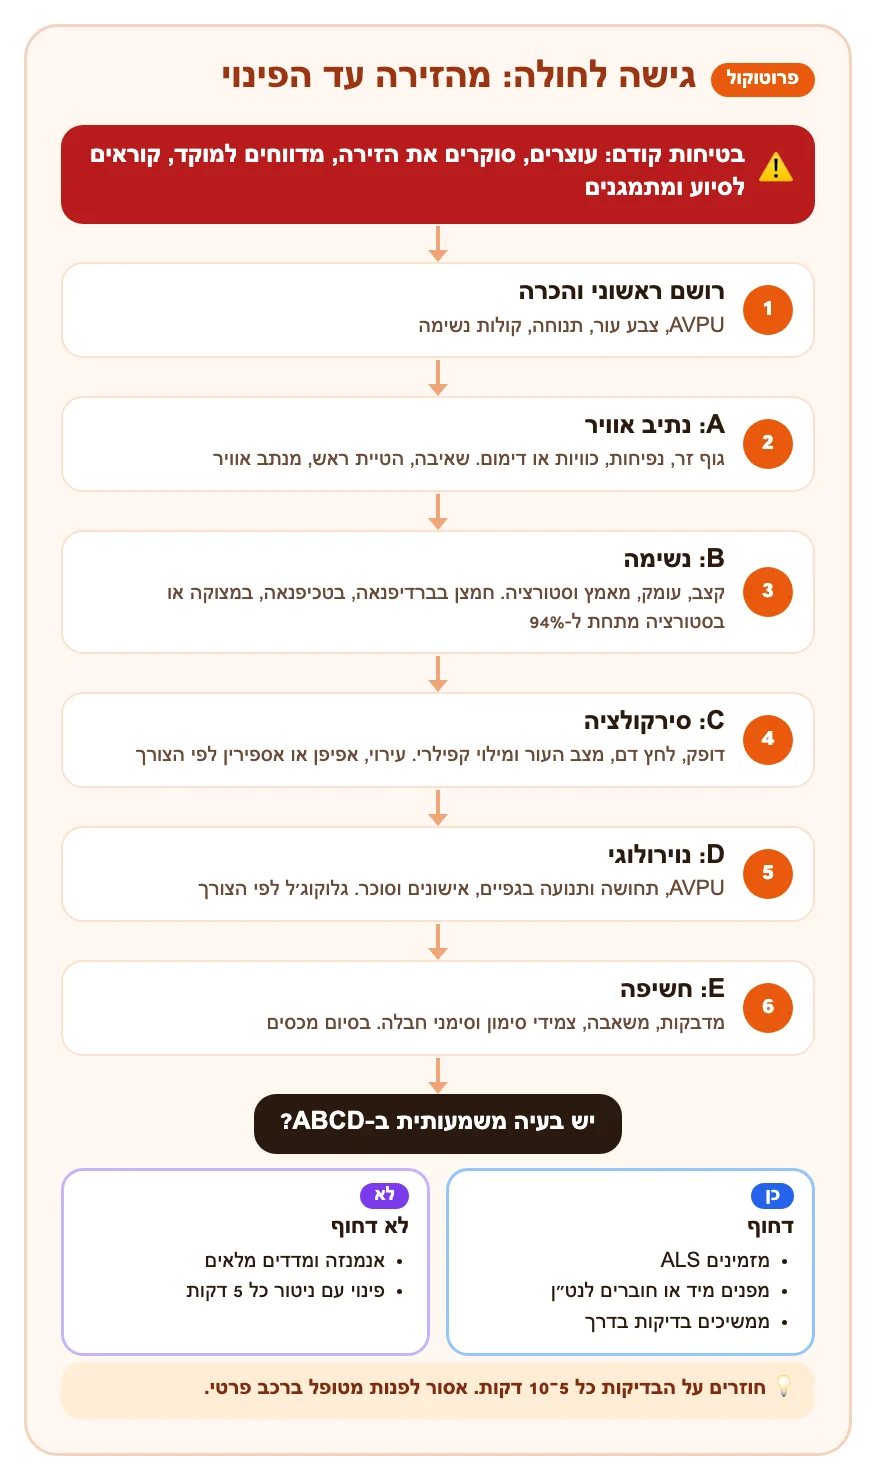 פרוטוקול
גישה לחולה: מהזירה עד הפינוי
⚠️ בטיחות קודם: עוצרים, סוקרים את הזירה, מדווחים למוקד, קוראים
לסיוע ומתמגנים
1
רושם ראשוני והכרה
AVPU, צבע עור, תנוחה, קולות נשימה
2
A: נתיב אוויר
גוף זר, נפיחות, כוויות או דימום. שאיבה, הטיית ראש, מנתב אוויר
3
B: נשימה
קצב, עומק, מאמץ וסטורציה. חמצן בברדיפנאה, בטכיפנאה, במצוקה או
בסטורציה מתחת ל-94%
4
C: סירקולציה
דופק, לחץ דם, מצב העור ומילוי קפילרי. עירוי, אפיפן או אספירין לפי הצורך
5
D: נוירולוגי
AVPU, תחושה ותנועה בגפיים, אישונים וסוכר. גלוקוג׳ל לפי הצורך
6
E: חשיפה
מדבקות, משאבה, צמידי סימון וסימני חבלה. בסיום מכסים
יש בעיה משמעותית ב-ABCD?
כן
דחוף
• מזמינים ALS
• מפנים מיד או חוברים לנט״ן
• ממשיכים בדיקות בדרך
לא
לא דחוף
• אנמנזה ומדדים מלאים
• פינוי עם ניטור כל 5 דקות
💡 חוזרים על הבדיקות כל 5־10 דקות. אסור לפנות מטופל ברכב פרטי.